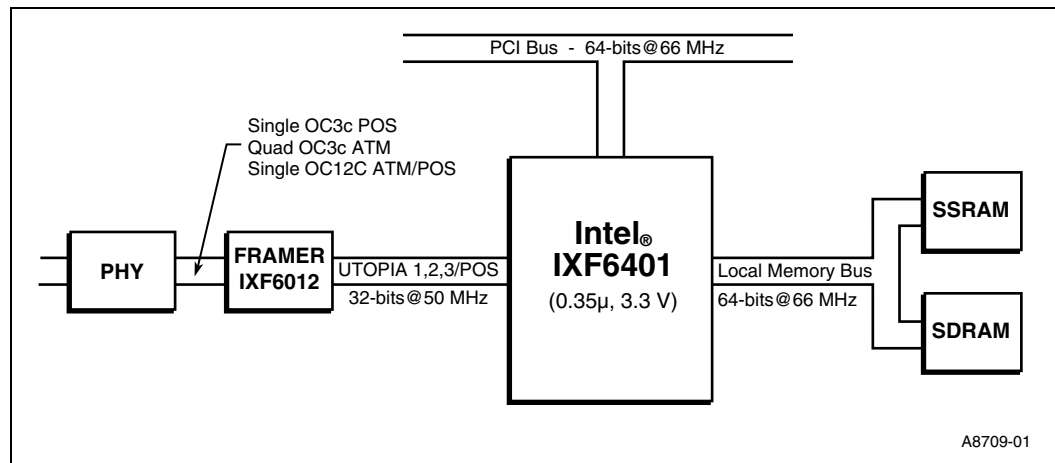 PCI Bus - 64-bits@66 MHz
Single OC3c POS
Quad OC3c ATM
Single OC12C ATM/POS
PHY
FRAMER
IXF6012
UTOPIA 1,2,3/POS
32-bits@50 MHz
Intel®
IXF6401
(0.35µ, 3.3 V)
Local Memory Bus
64-bits@66 MHz
SSRAM
SDRAM
A8709-01